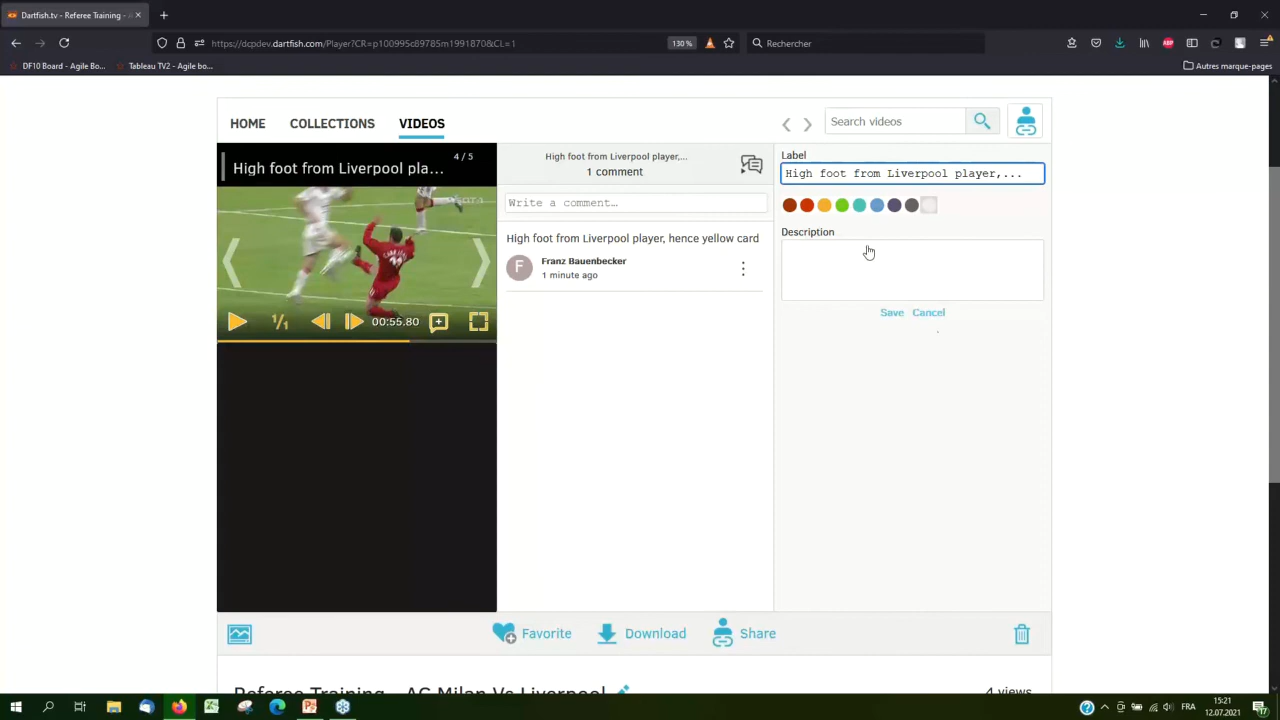 Dartfish.tv - Referee Training -
https://dcpdev.dartfish.com/Player?CR=p100995c89785m1991870&CL=1
130 %
Rechercher
ABP
DF10 Board - Agile Bo...
Tableau TV2 - Agile bo...
Autres marque-pages
HOME
COLLECTIONS
VIDEOS
Search videos
High foot from Liverpool pla...
4 / 5
High foot from Liverpool player,...
1 comment
Write a comment...
High foot from Liverpool player, hence yellow card
F
Franz Bauenbecker
1 minute ago
1/1
00:55.80
Label
High foot from Liverpool player,...
Description
Save
Cancel
Favorite
Download
Share
Referee Training - AC Milan Vs Liverpool
4 views
FRA
15:21
12.07.2021
17